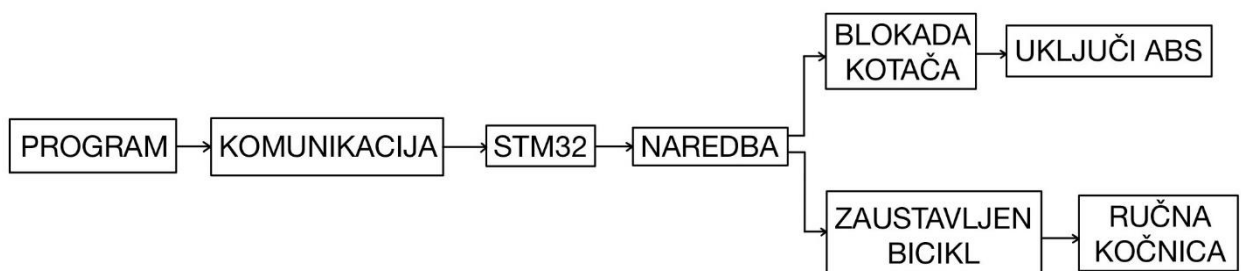 PROGRAM
KOMUNIKACIJA
STM32
NAREDBA
BLOKADA
KOTAČA
UKLJUČI ABS
ZAUSTAVLJEN
BICIKL
RUČNA
KOČNICA